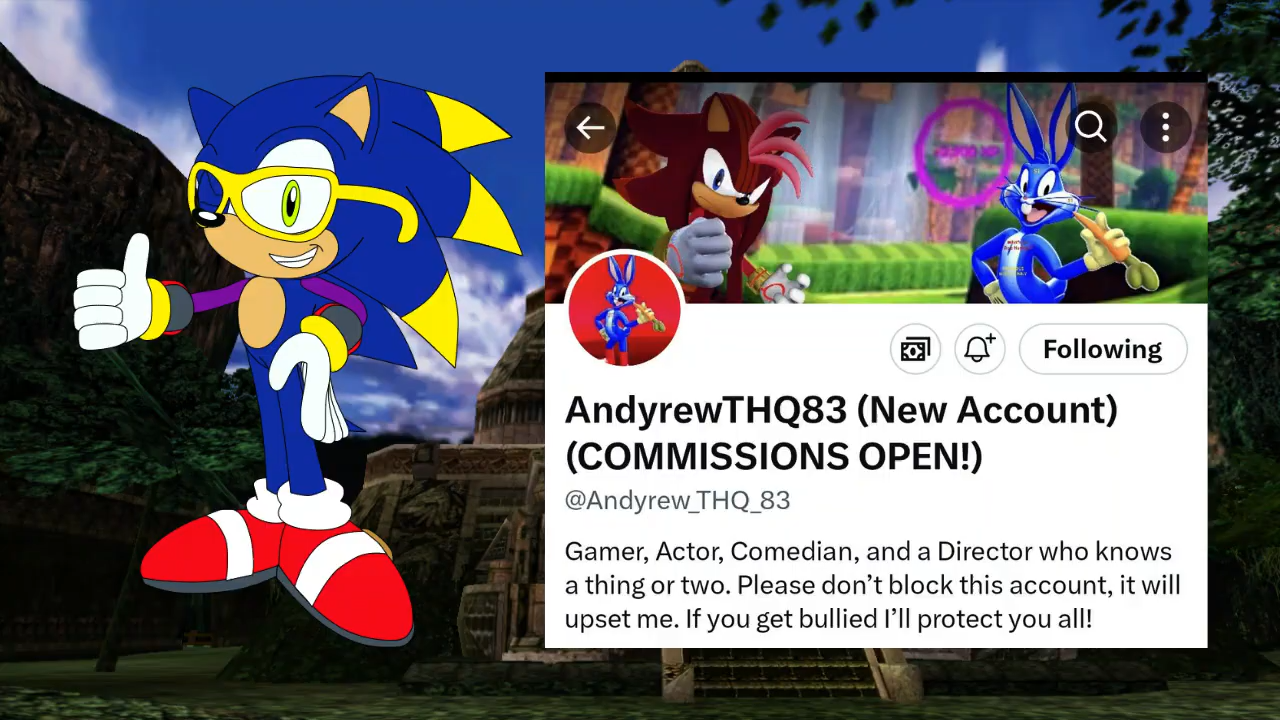 Following
AndyrewTHQ83 (New Account)
(COMMISSIONS OPEN!)
@Andyrew_THQ_83
Gamer, Actor, Comedian, and a Director who knows
a thing or two. Please don’t block this account, it will
upset me. If you get bullied I’ll protect you all!